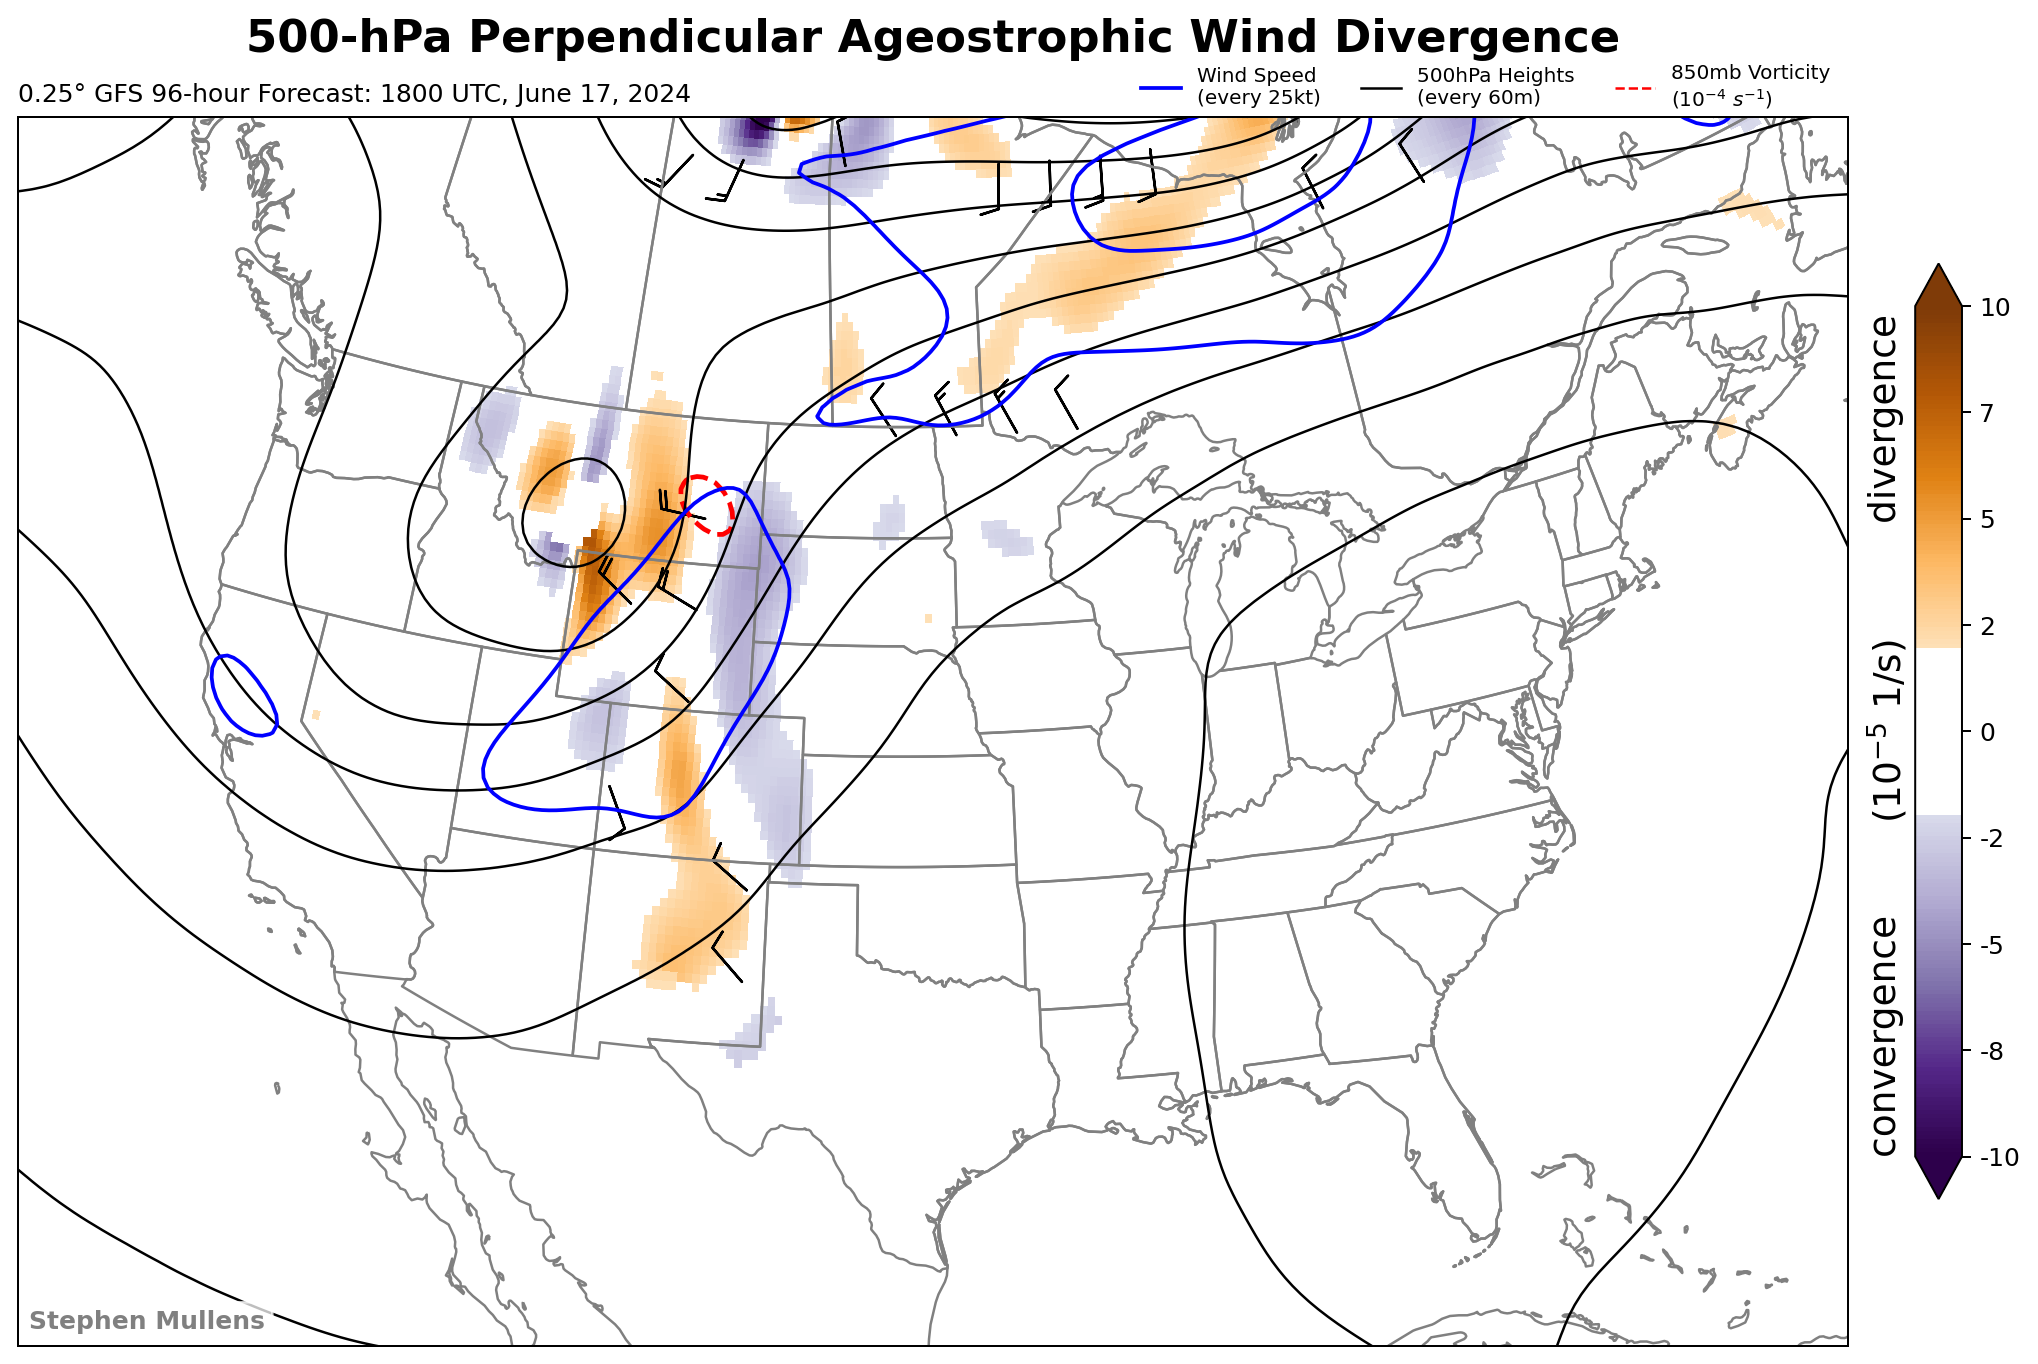 500-hPa Perpendicular Ageostrophic Wind Divergence
0.25° GFS 96-hour Forecast: 1800 UTC, June 17, 2024
Wind Speed
(every 25kt)
500hPa Heights
(every 60m)
850mb Vorticity
(10⁻⁴ s⁻¹)
10
7
5
2
0
-2
-5
-8
-10
convergence (10⁻⁵ 1/s) divergence
Stephen Mullens